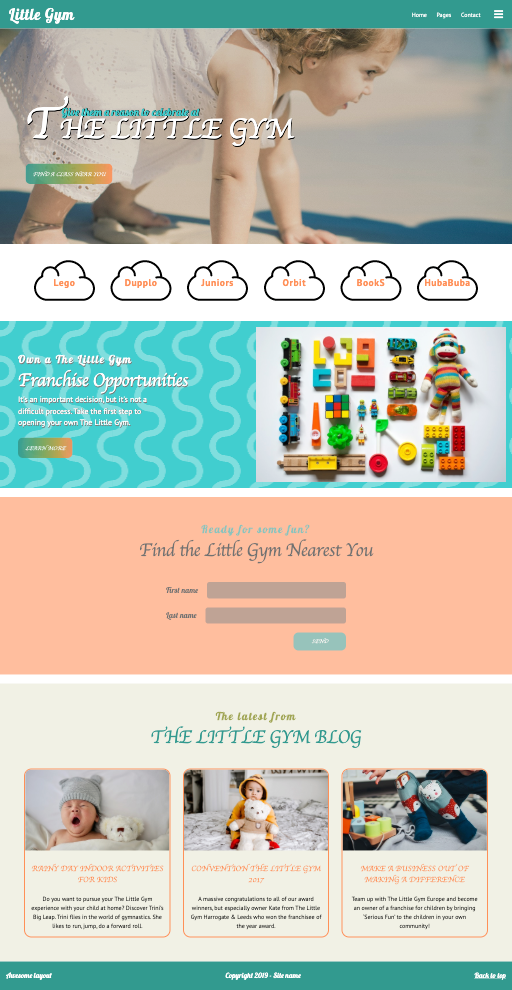 Little Gym
Home Pages Contact
Give them a reason to celebrate at
THE LITTLE GYM
FIND A CLASS NEAR YOU
Lego Dupplo Juniors Orbit BookS HubaBuba
Own a The Little Gym
Franchise Opportunities
It's an important decision, but it's not a
difficult process. Take the first step to
opening your own The Little Gym.
LEARN MORE
Ready for some fun?
Find the Little Gym Nearest You
First name
Last name
SEND
The latest from
THE LITTLE GYM BLOG
RAINY DAY INDOOR ACTIVITIES
FOR KIDS
Do you want to pursue your The Little Gym
experience with your child at home? Discover Trini's
Big Leap. Trini flies in the world of gymnastics. She
likes to run, jump, do a forward roll.
CONVENTION THE LITTLE GYM
2017
A massive congratulations to all of our award
winners, but especially owner Kate from The Little
Gym Harrogate & Leeds who won the franchisee of
the year award.
MAKE A BUSINESS OUT OF
MAKING A DIFFERENCE
Team up with The Little Gym Europe and become
an owner of a franchise for children by bringing
'Serious Fun' to the children in your own
community!
Awesome layout
Copyright 2019 - Site name
Back to top